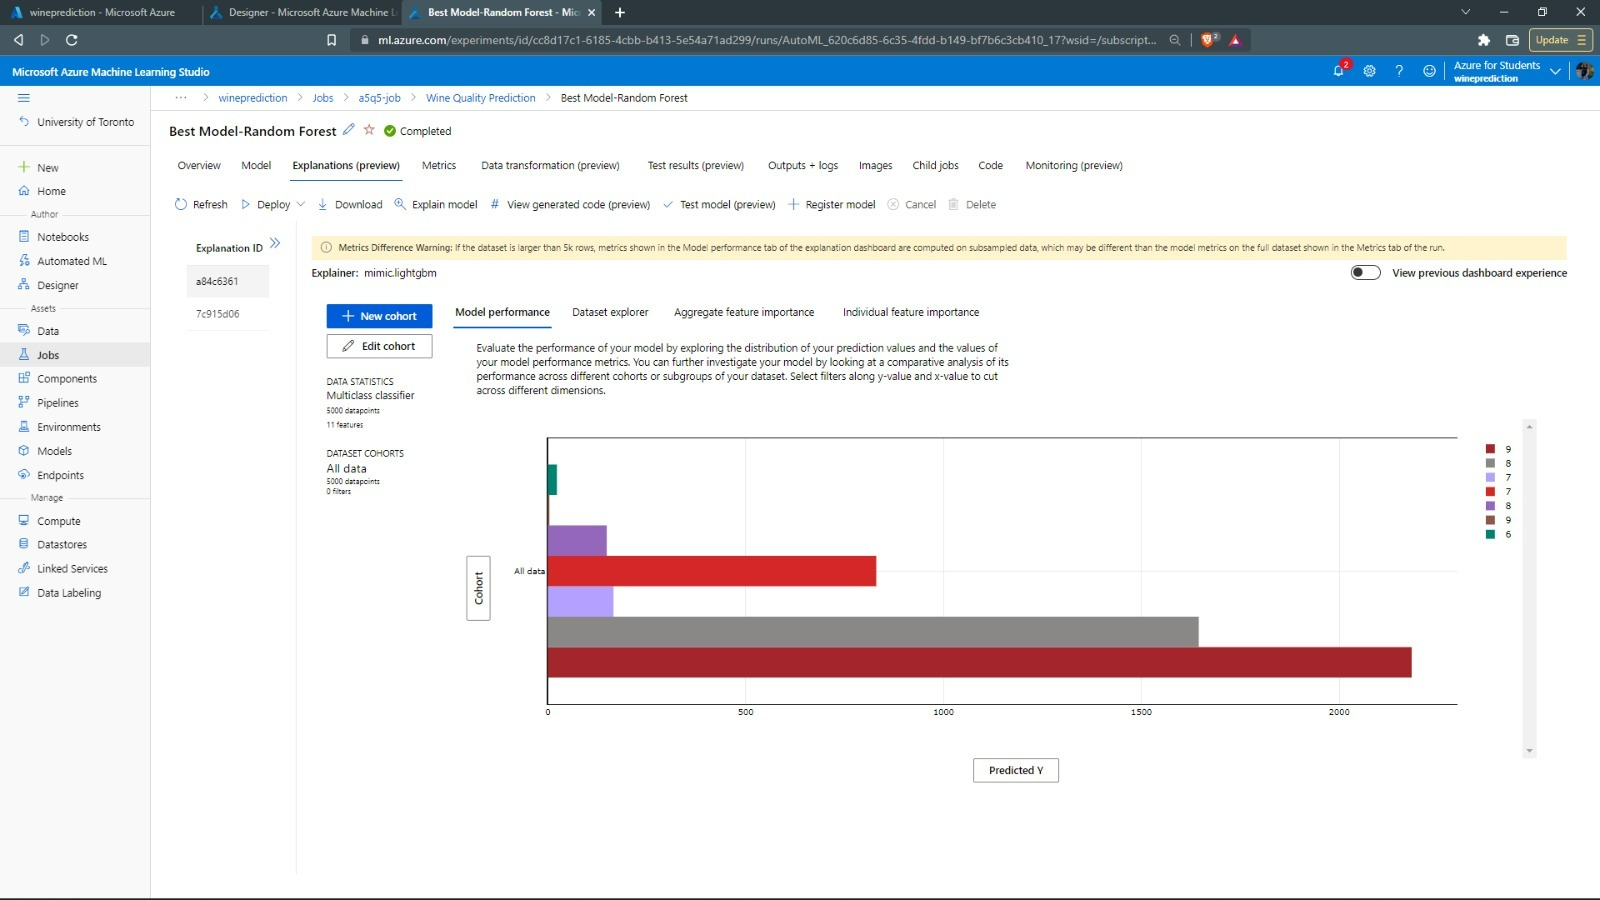 wineprediction - Microsoft Azure
Designer - Microsoft Azure Machine L
Best Model-Random Forest - Mic
ml.azure.com/experiments/id/cc8d17c1-6185-4cbb-b413-5e54a71ad299/runs/AutoML_620c6d85-6c35-4fdd-b149-bf7b6c3cb410_17?wsid=/subscript...
2
Update
Microsoft Azure Machine Learning Studio
2
?
Azure for Students
wineprediction
University of Toronto
New
Home
Author
Notebooks
Automated ML
Designer
Assets
Data
Jobs
Components
Pipelines
Environments
Models
Endpoints
Manage
Compute
Datastores
Linked Services
Data Labeling
... > wineprediction > Jobs > a5q5-job > Wine Quality Prediction > Best Model-Random Forest
Best Model-Random Forest
Completed
Overview Model Explanations (preview) Metrics Data transformation (preview) Test results (preview) Outputs + logs Images Child jobs Code Monitoring (preview)
Refresh Deploy Download Explain model # View generated code (preview) Test model (preview) Register model Cancel Delete
Explanation ID
a84c6361
7c915d06
Metrics Difference Warning: If the dataset is larger than 5k rows, metrics shown in the Model performance tab of the explanation dashboard are computed on subsampled data, which may be different than the model metrics on the full dataset shown in the Metrics tab of the run.
Explainer: mimic.lightgbm
View previous dashboard experience
New cohort
Edit cohort
DATA STATISTICS
Multiclass classifier
5000 datapoints
11 features
DATASET COHORTS
All data
5000 datapoints
0 filters
Model performance Dataset explorer Aggregate feature importance Individual feature importance
Evaluate the performance of your model by exploring the distribution of your prediction values and the values of
your model performance metrics. You can further investigate your model by looking at a comparative analysis of its
performance across different cohorts or subgroups of your dataset. Select filters along y-value and x-value to cut
across different dimensions.
Cohort
All data
0 500 1000 1500 2000
Predicted Y
9
8
7
7
8
9
6